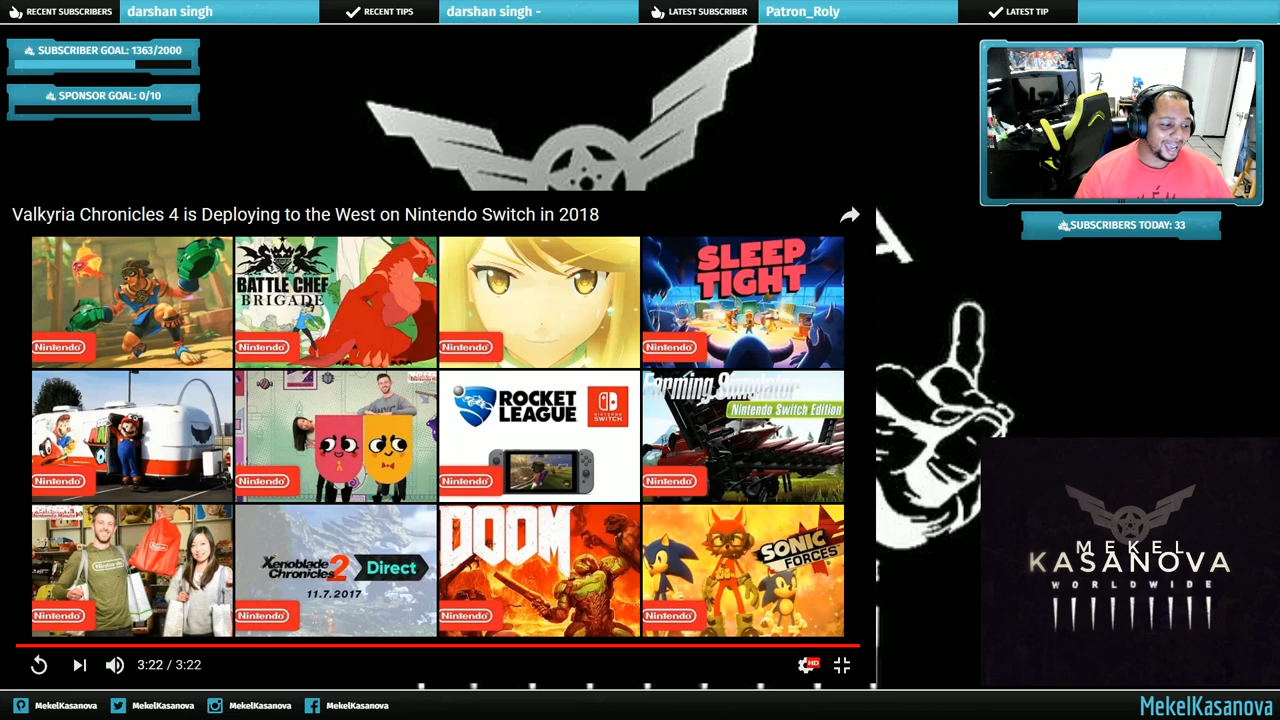 RECENT SUBSCRIBERS
darshan singh
RECENT TIPS
darshan singh -
LATEST SUBSCRIBER
Patron_Roly
LATEST TIP
SUBSCRIBER GOAL: 1363/2000
SPONSOR GOAL: 0/10
SUBSCRIBERS TODAY: 33
Valkyria Chronicles 4 is Deploying to the West on Nintendo Switch in 2018
Nintendo
BATTLE CHEF
BRIGADE
Nintendo
Nintendo
SLEEP
TIGHT
Nintendo
Nintendo
Nintendo
ROCKET
LEAGUE
NINTENDO
SWITCH
Nintendo
Farming Simulator
Nintendo Switch Edition
Nintendo
Nintendo Minute
Nintendo
Nintendo
Xenoblade
Chronicles 2
Direct
11.7.2017
Nintendo
DOOM
Nintendo
SONIC
FORCES
Nintendo
3:22 / 3:22
HD
MEKEL
KASANOVA
WORLDWIDE
MekelKasanova
MekelKasanova
MekelKasanova
MekelKasanova
MekelKasanova